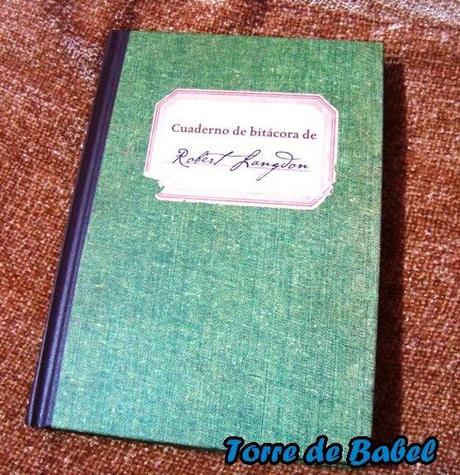 Cuaderno de bitácora de
Robert Langdon
Torre de Babel